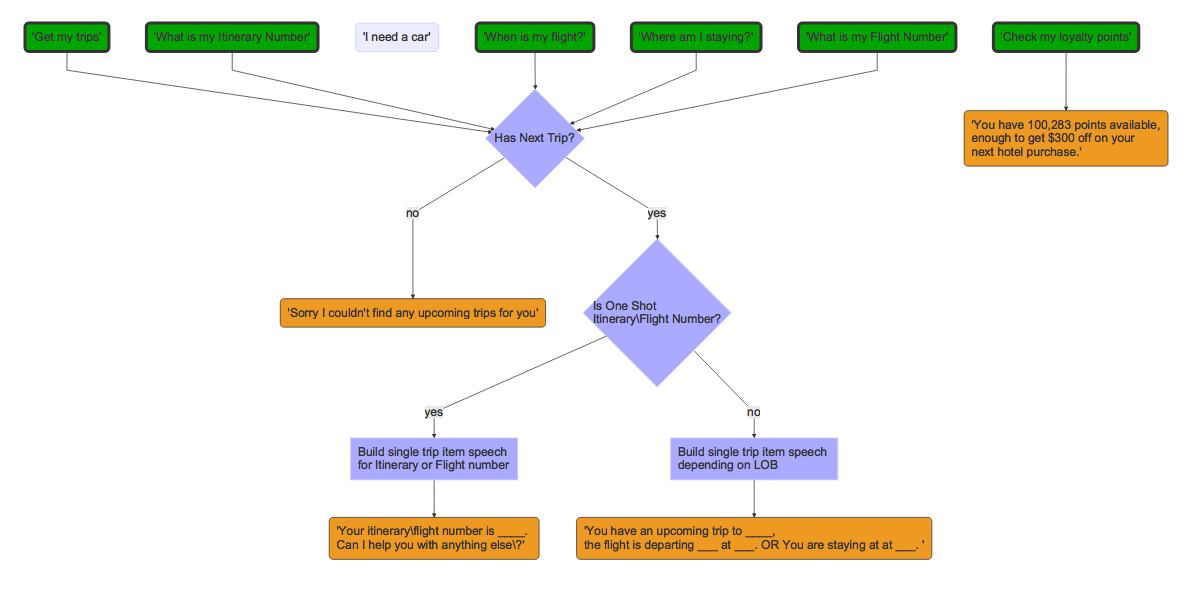 'Get my trips'
'What is my Itinerary Number'
'I need a car'
'When is my flight?'
'Where am I staying?'
'What is my Flight Number'
'Check my loyalty points'
'You have 100,283 points available,
enough to get $300 off on your
next hotel purchase.'
Has Next Trip?
no
yes
'Sorry I couldn't find any upcoming trips for you'
Is One Shot
Itinerary\Flight Number?
yes
no
Build single trip item speech
for Itinerary or Flight number
Build single trip item speech
depending on LOB
'Your itinerary\flight number is ____.
Can I help you with anything else\?'
'You have an upcoming trip to ____,
the flight is departing ___ at ___. OR You are staying at at ___. '